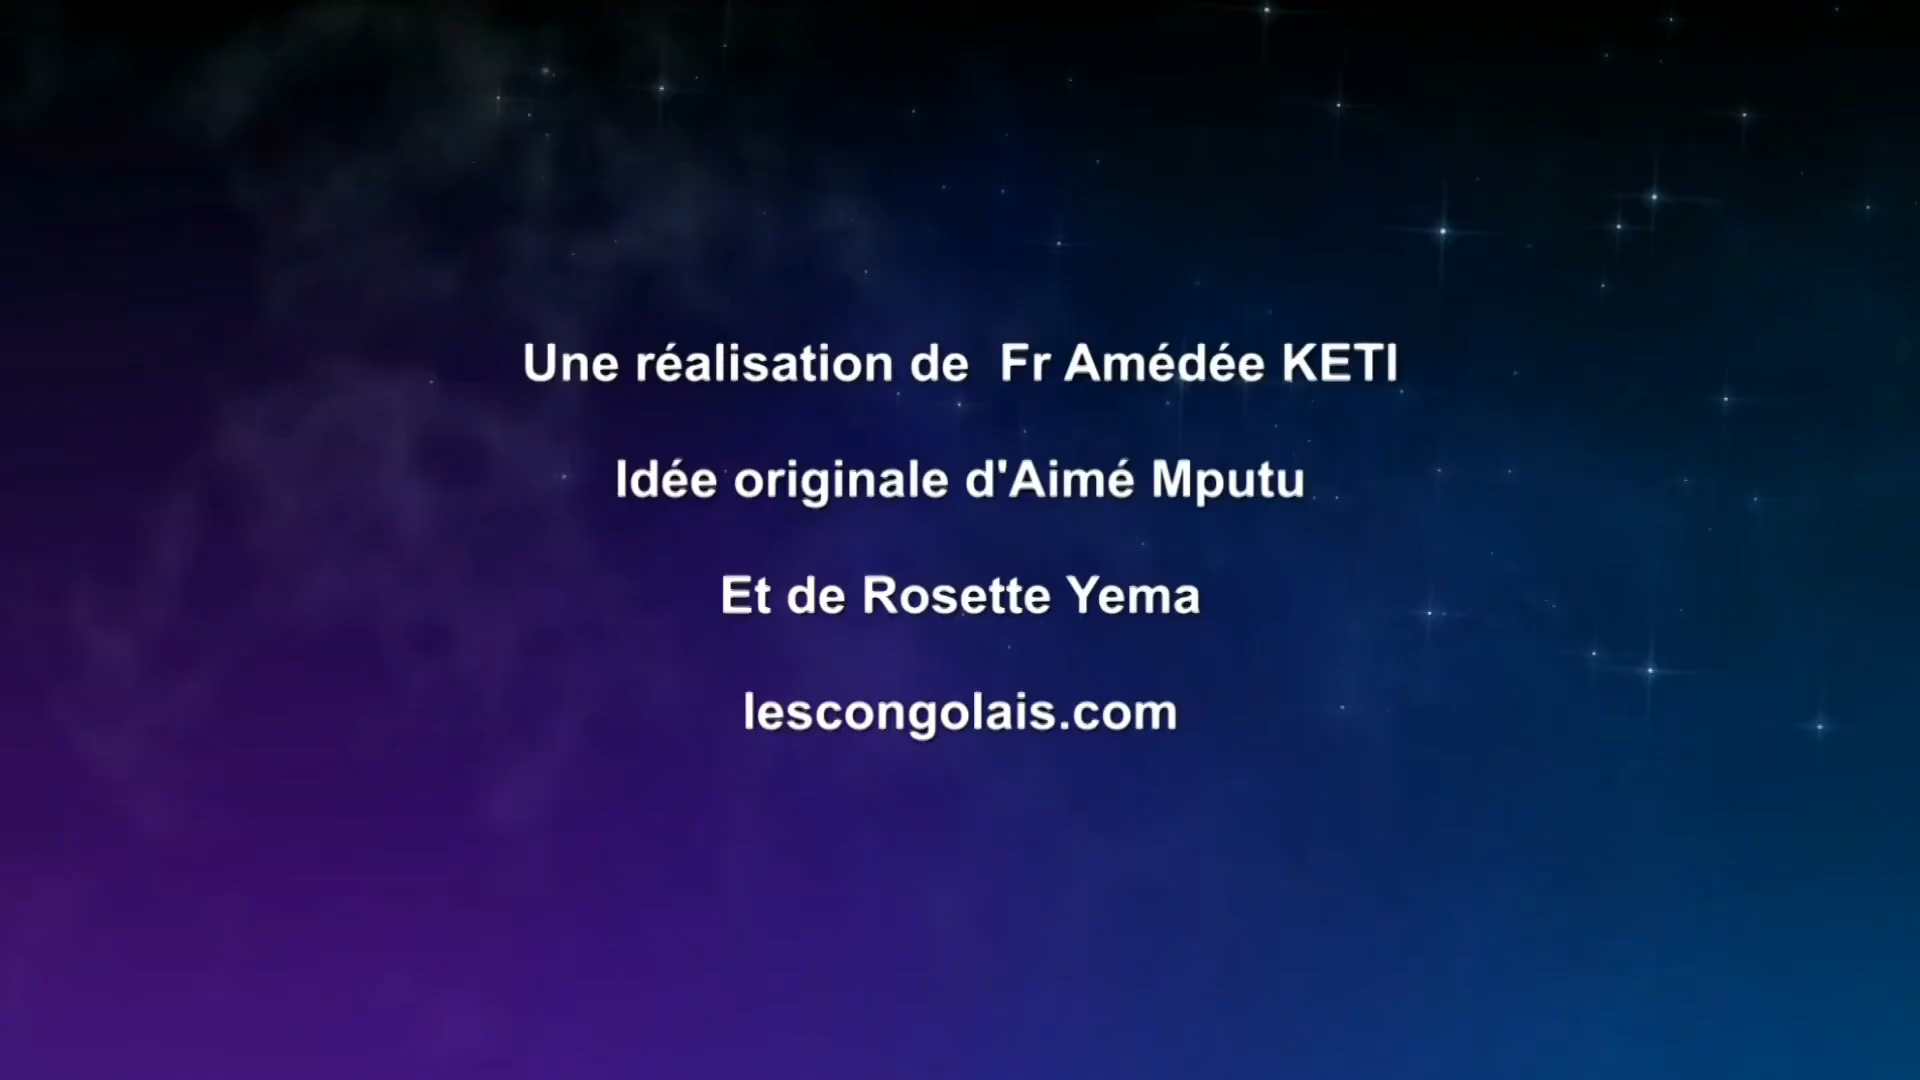 Une réalisation de  Fr Amédée KETI
Idée originale d'Aimé Mputu
Et de Rosette Yema
lescongolais.com